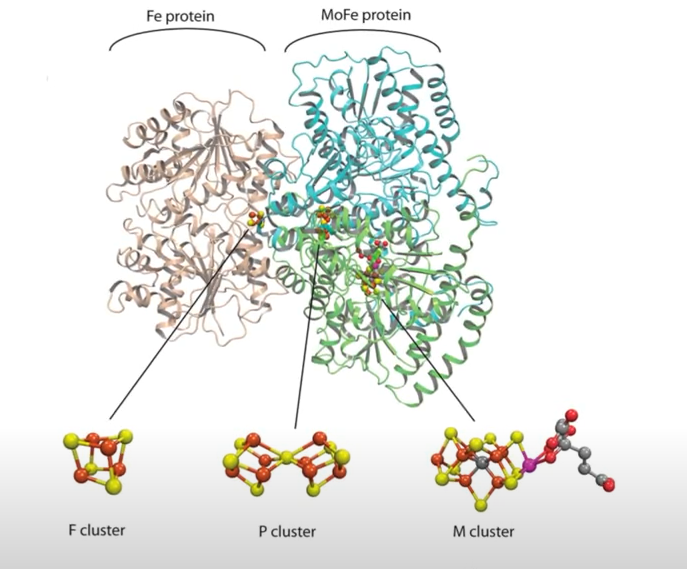 Fe protein
MoFe protein
F cluster
P cluster
M cluster